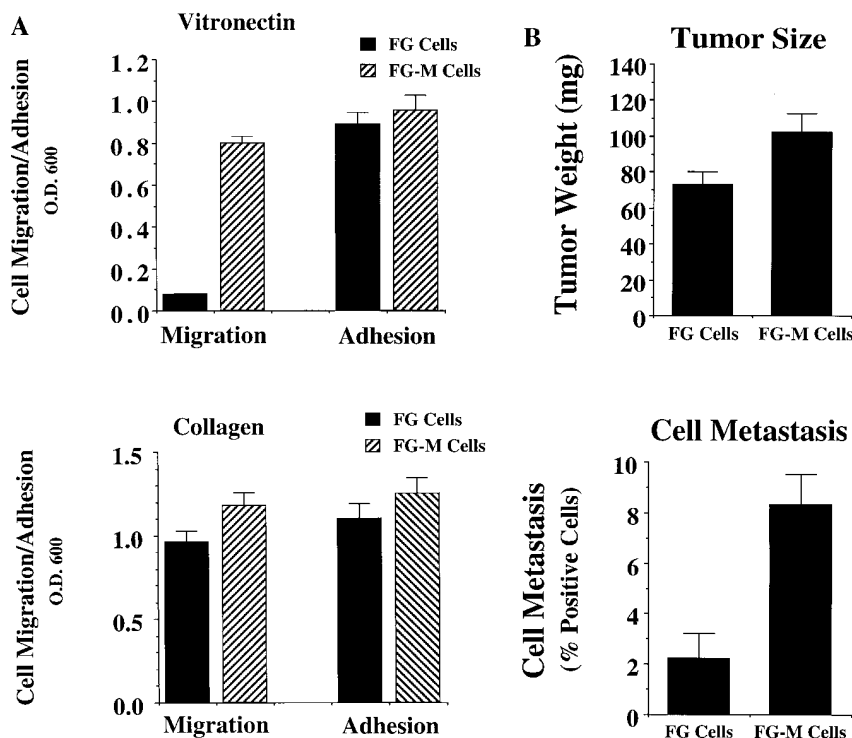 A
Vitronectin
FG Cells
FG-M Cells
Cell Migration/Adhesion
O.D. 600
1.2
1.0
0.8
0.6
0.4
0.2
0.0
Migration Adhesion
B
Tumor Size
Tumor Weight (mg)
140
120
100
80
60
40
20
0
FG Cells FG-M Cells
Collagen
FG Cells
FG-M Cells
Cell Migration/Adhesion
O.D. 600
1.5
1.0
0.5
0.0
Migration Adhesion
Cell Metastasis
Cell Metastasis
(% Positive Cells)
10
8
6
4
2
0
FG Cells FG-M Cells